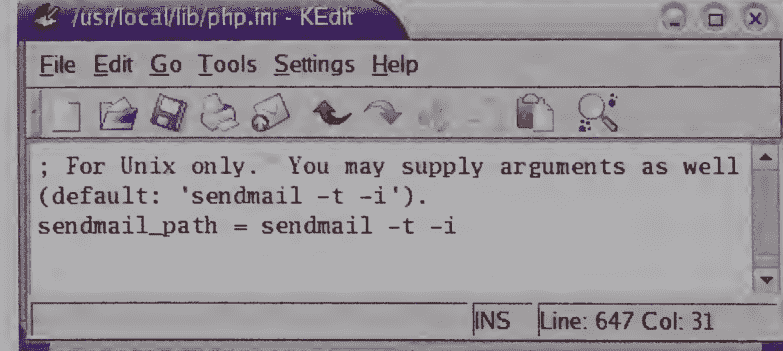 /usr/local/lib/php.ini - KEdit
File Edit Go Tools Settings Help
; For Unix only.  You may supply arguments as well
(default: 'sendmail -t -i').
sendmail_path = sendmail -t -i
INS Line: 647 Col: 31